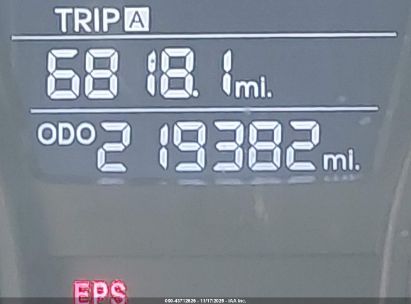 TRIP A
6818.1 mi.
ODO 219382 mi.
EPS